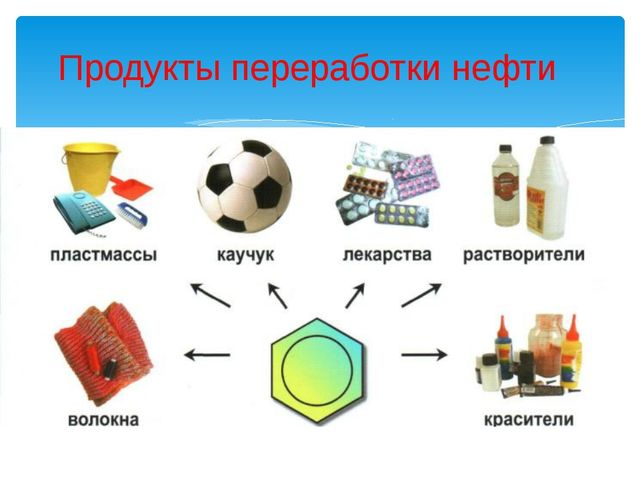 Продукты переработки нефти
пластмассы
каучук
лекарства
растворители
волокна
красители